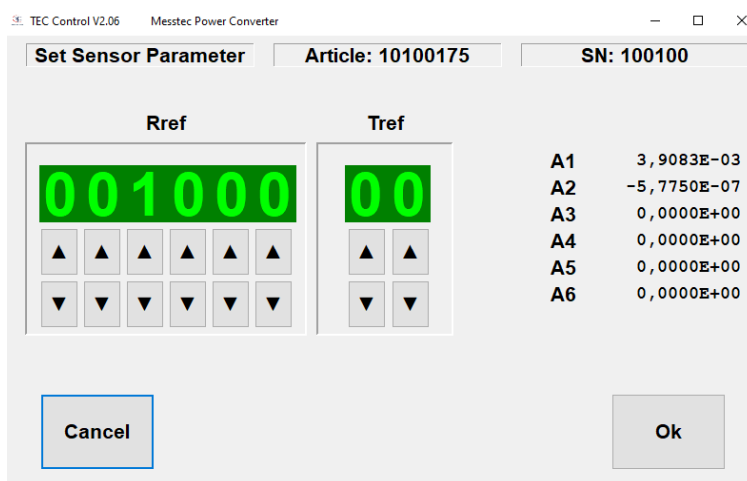 TEC Control V2.06 Messtec Power Converter
Set Sensor Parameter Article: 10100175 SN: 100100
Rref Tref
001000 00
A1 3,9083E-03
A2 -5,7750E-07
A3 0,0000E+00
A4 0,0000E+00
A5 0,0000E+00
A6 0,0000E+00
Cancel Ok